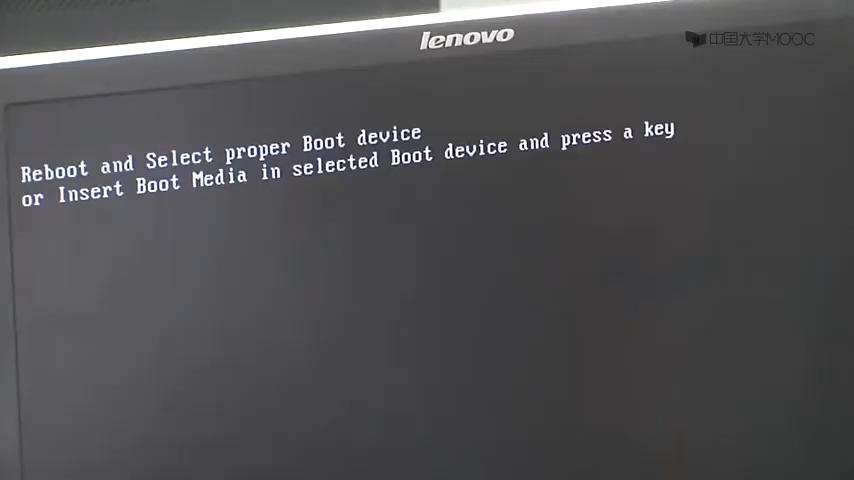 lenovo
中国大学MOOC
Reboot and Select proper Boot device
or Insert Boot Media in selected Boot device and press a key